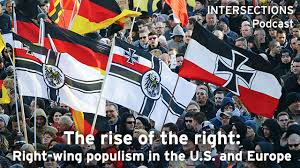 INTERSECTIONS
Podcast
The rise of the right:
Right-wing populism in the U.S. and Europe